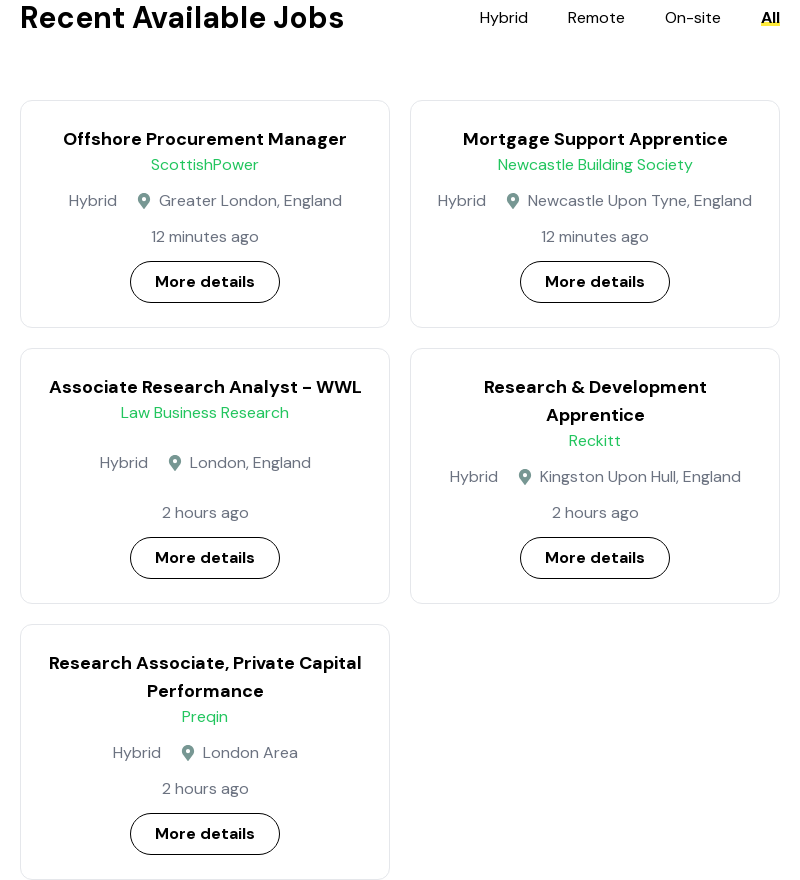 Recent Available Jobs
Hybrid Remote On-site All
Offshore Procurement Manager
ScottishPower
Hybrid Greater London, England
12 minutes ago
More details
Mortgage Support Apprentice
Newcastle Building Society
Hybrid Newcastle Upon Tyne, England
12 minutes ago
More details
Associate Research Analyst - WWL
Law Business Research
Hybrid London, England
2 hours ago
More details
Research & Development
Apprentice
Reckitt
Hybrid Kingston Upon Hull, England
2 hours ago
More details
Research Associate, Private Capital
Performance
Preqin
Hybrid London Area
2 hours ago
More details